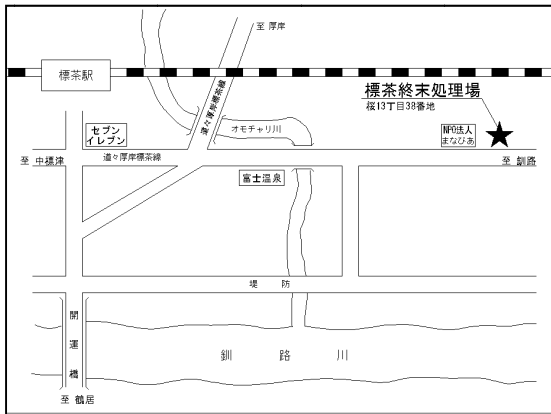 至 厚岸
標茶駅
道々厚岸標茶線
標茶終末処理場
桜13丁目38番地
セブン
イレブン
オモチャリ川
NPO法人
まなびあ
至 中標津
道々厚岸標茶線
至 釧路
富士温泉
堤 防
開運橋
釧 路 川
至 鶴居